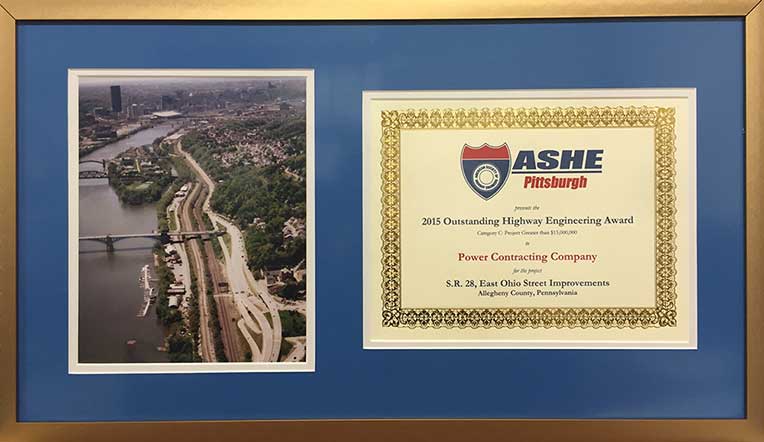 ASHE
Pittsburgh
presents the
2015 Outstanding Highway Engineering Award
Category C: Project Greater than $15,000,000
to
Power Contracting Company
for the project
S.R. 28, East Ohio Street Improvements
Allegheny County, Pennsylvania